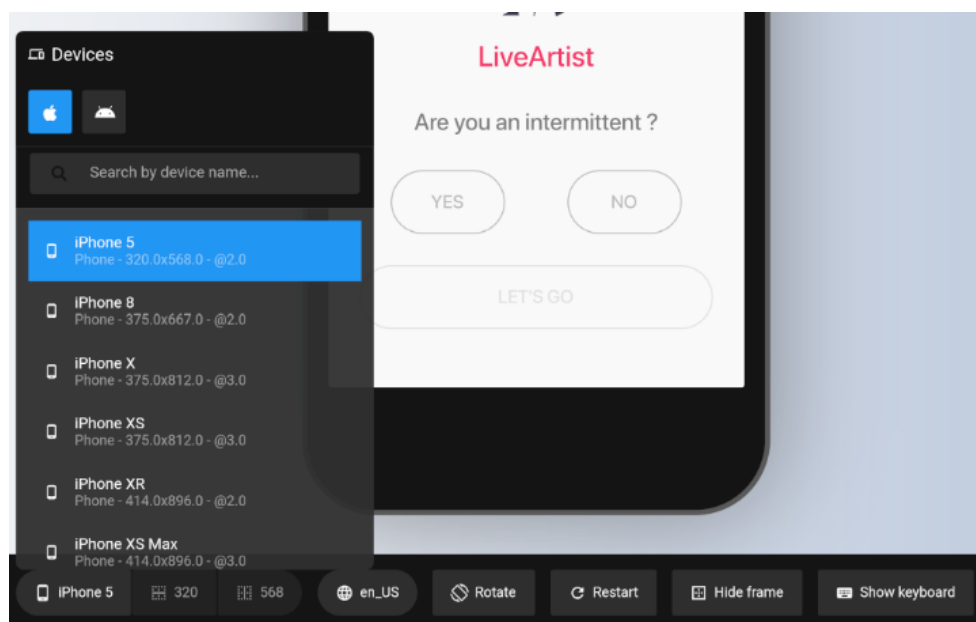 Devices
Search by device name...
iPhone 5
Phone - 320.0x568.0 - @2.0
iPhone 8
Phone - 375.0x667.0 - @2.0
iPhone X
Phone - 375.0x812.0 - @3.0
iPhone XS
Phone - 375.0x812.0 - @3.0
iPhone XR
Phone - 414.0x896.0 - @2.0
iPhone XS Max
Phone - 414.0x896.0 - @3.0
LiveArtist
Are you an intermittent ?
YES NO
LET'S GO
iPhone 5 320 568 en_US Rotate Restart Hide frame Show keyboard